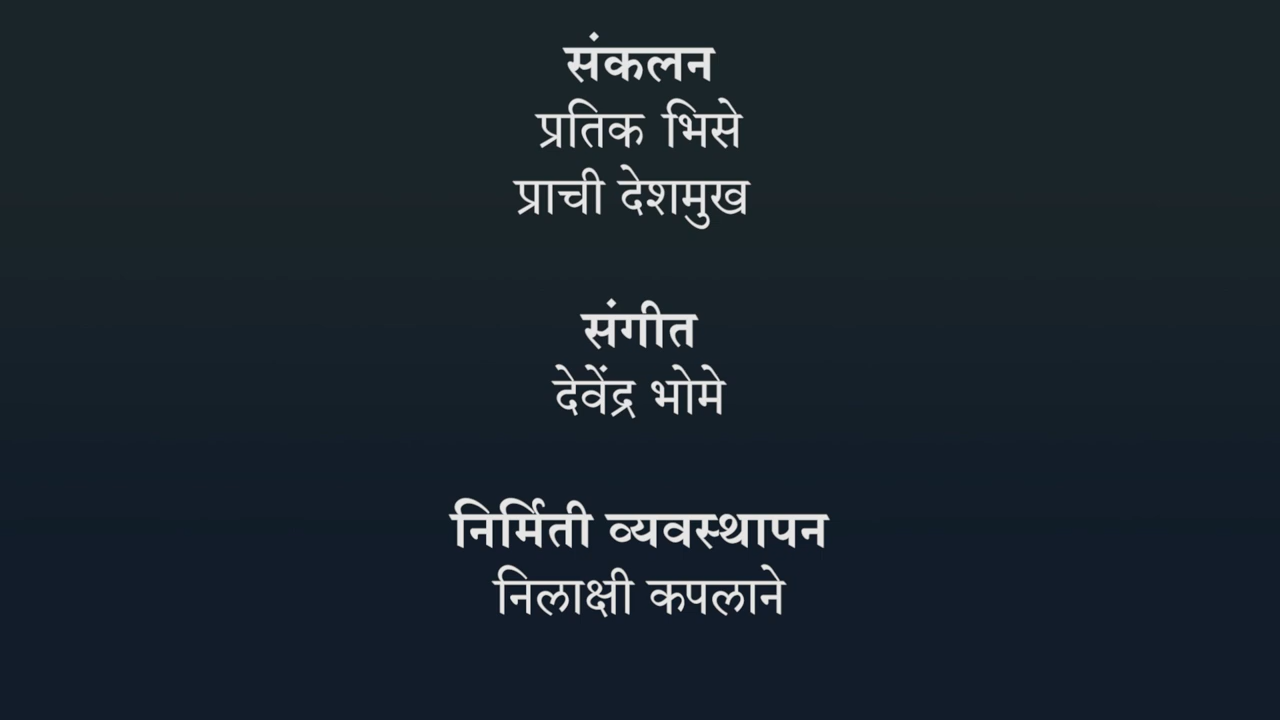 संकलन
प्रतिक भिसे
प्राची देशमुख
संगीत
देवेंद्र भोमे
निर्मिती व्यवस्थापन
निलाक्षी कपलाने